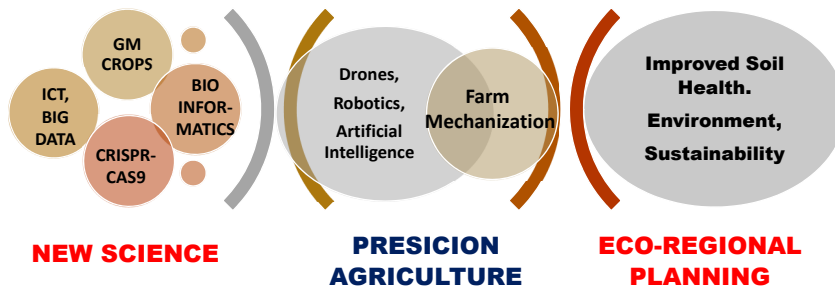 GM
CROPS
ICT,
BIG
DATA
BIO
INFOR-
MATICS
CRISPR-
CAS9
NEW SCIENCE
Drones,
Robotics,
Artificial
Intelligence
Farm
Mechanization
PRESICION
AGRICULTURE
Improved Soil
Health.
Environment,
Sustainability
ECO-REGIONAL
PLANNING